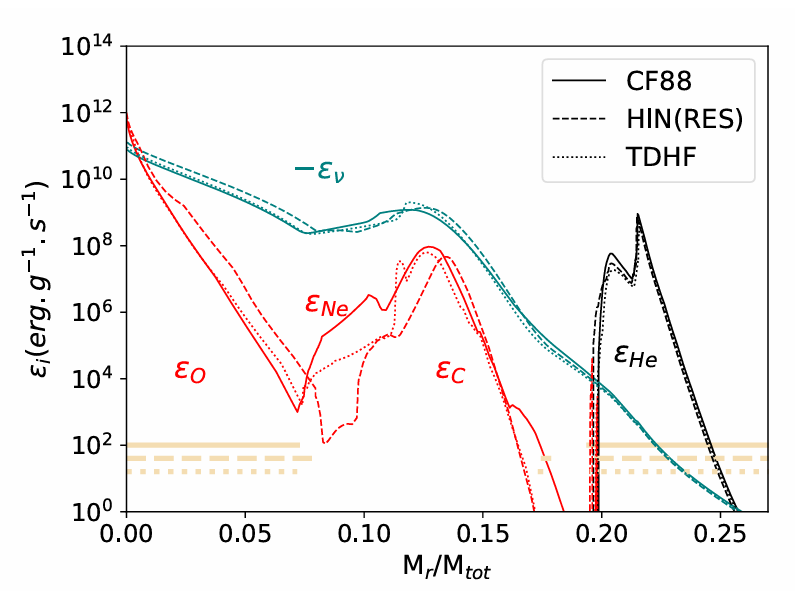 10^14
10^12
10^10
10^8
10^6
10^4
10^2
10^0
ε_i(erg.g^−1.s^−1)
CF88
HIN(RES)
TDHF
−ε_ν
ε_Ne
ε_O
ε_C
ε_He
0.00 0.05 0.10 0.15 0.20 0.25
M_r/M_tot